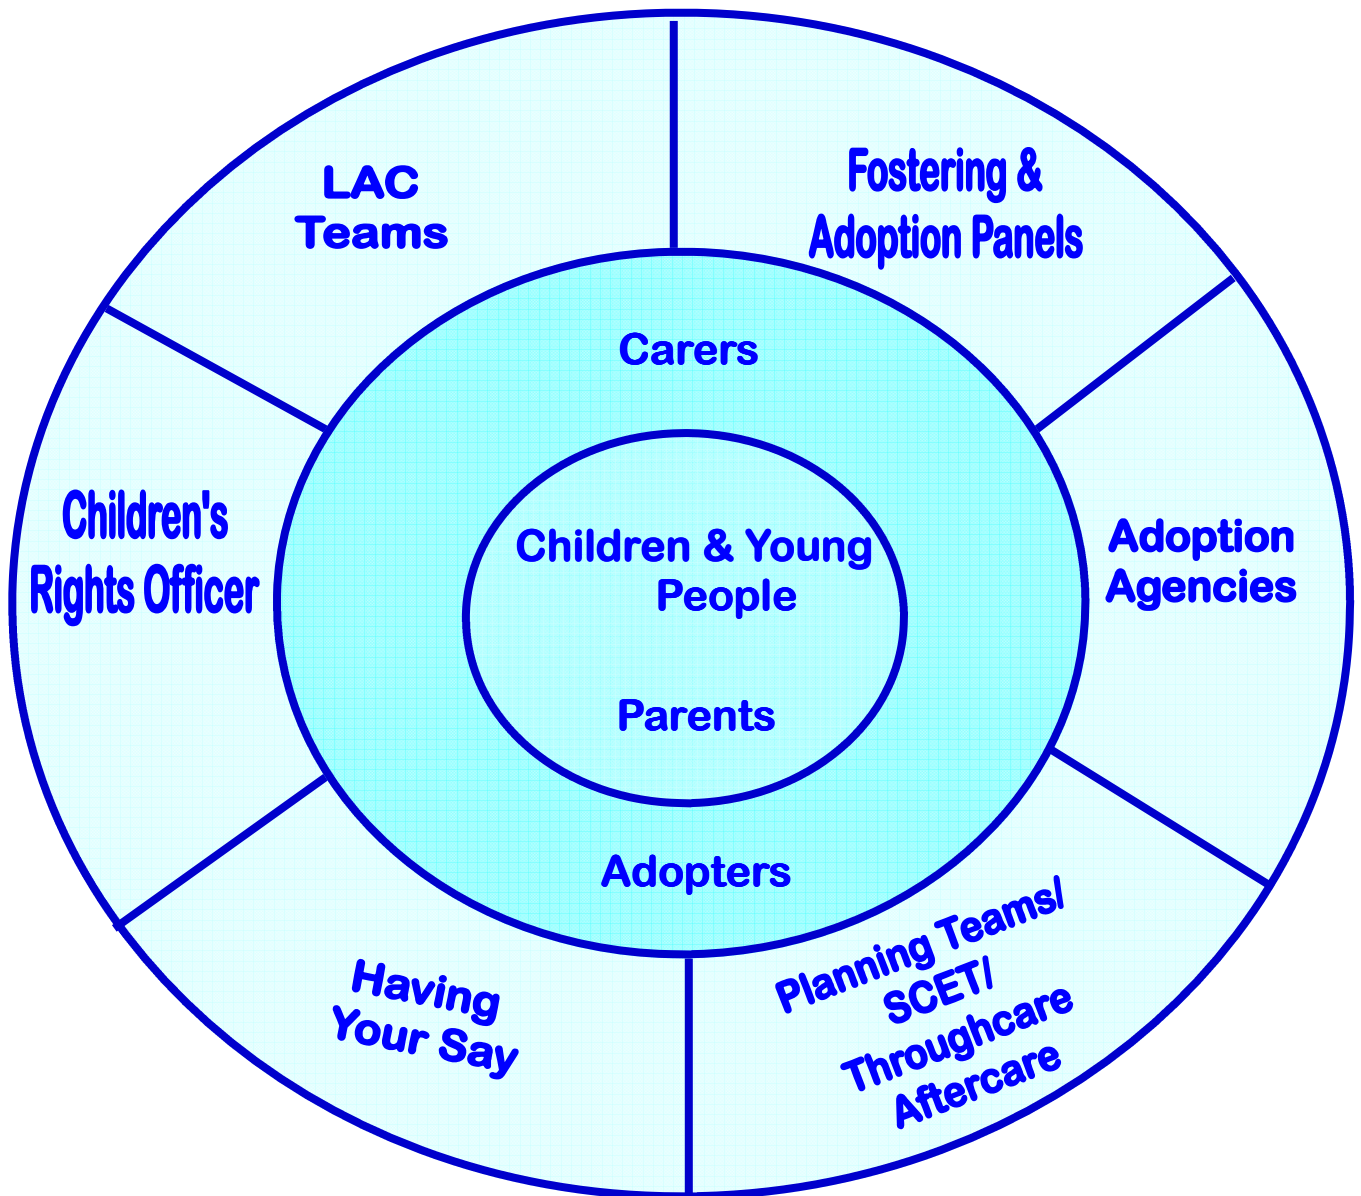 LAC
Teams
Fostering &
Adoption Panels
Carers
Children's
Rights Officer
Children & Young
People
Adoption
Agencies
Parents
Adopters
Having
Your Say
Planning Teams/
SCET/
Throughcare
Aftercare